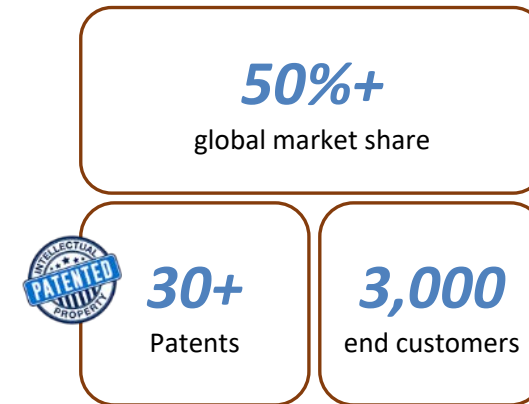 50%+
global market share
INTELLECTUAL
PATENTED
PROPERTY
30+
Patents
3,000
end customers